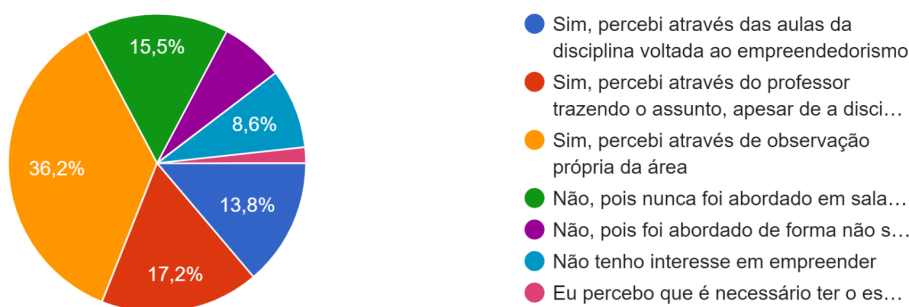 15,5%
8,6%
36,2%
13,8%
17,2%
Sim, percebi através das aulas da
disciplina voltada ao empreendedorismo
Sim, percebi através do professor
trazendo o assunto, apesar de a disci…
Sim, percebi através de observação
própria da área
Não, pois nunca foi abordado em sala…
Não, pois foi abordado de forma não s…
Não tenho interesse em empreender
Eu percebo que é necessário ter o es…